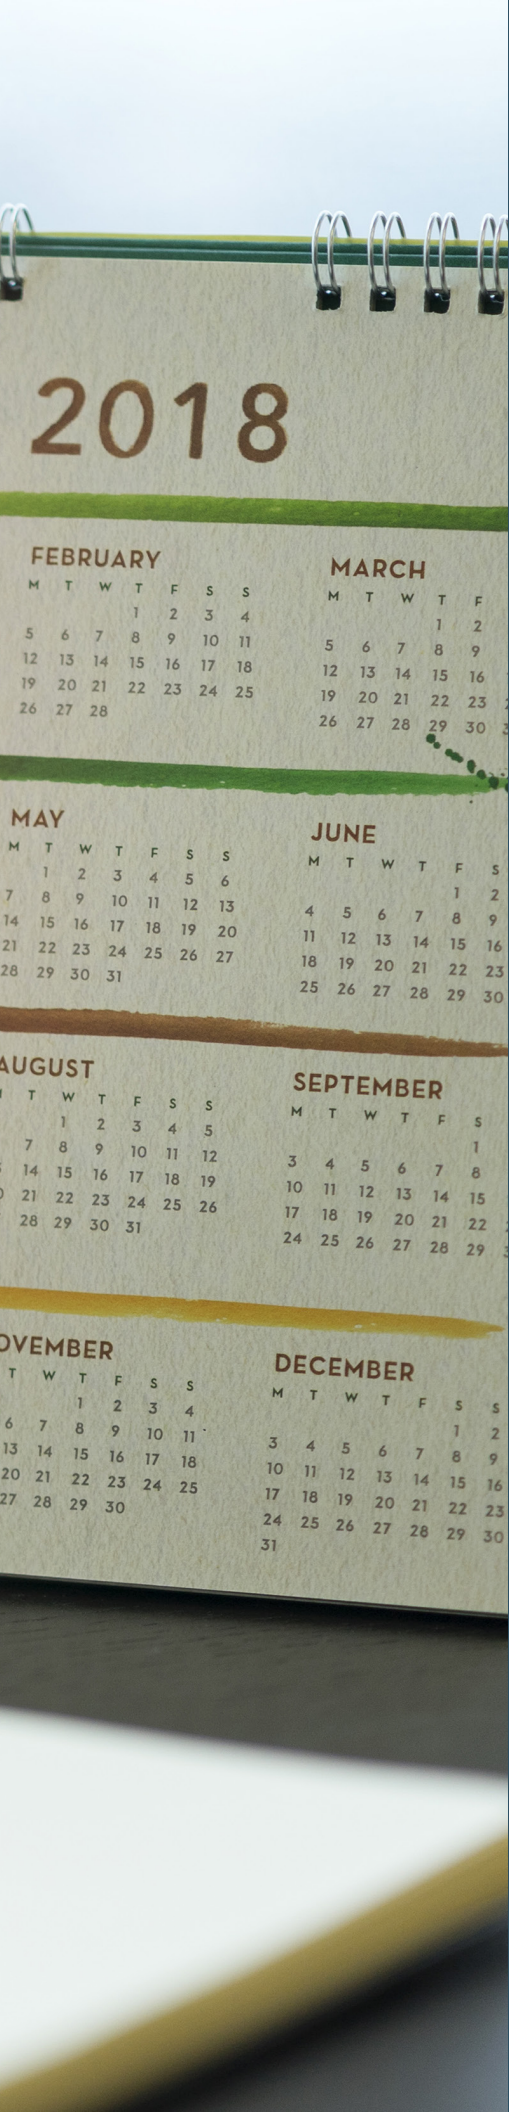 2018
FEBRUARY
M T W T F S S
1 2 3 4
5 6 7 8 9 10 11
12 13 14 15 16 17 18
19 20 21 22 23 24 25
26 27 28
MARCH
M T W T F
1 2
5 6 7 8 9
12 13 14 15 16
19 20 21 22 23
26 27 28 29 30
MAY
M T W T F S S
1 2 3 4 5 6
7 8 9 10 11 12 13
14 15 16 17 18 19 20
21 22 23 24 25 26 27
28 29 30 31
JUNE
M T W T F S
1 2
4 5 6 7 8 9
11 12 13 14 15 16
18 19 20 21 22 23
25 26 27 28 29 30
AUGUST
T W T F S S
1 2 3 4 5
7 8 9 10 11 12
14 15 16 17 18 19
21 22 23 24 25 26
28 29 30 31
SEPTEMBER
M T W T F S
1
3 4 5 6 7 8
10 11 12 13 14 15
17 18 19 20 21 22
24 25 26 27 28 29
OVEMBER
T W T F S S
1 2 3 4
6 7 8 9 10 11
13 14 15 16 17 18
20 21 22 23 24 25
27 28 29 30
DECEMBER
M T W T F S S
1 2
3 4 5 6 7 8 9
10 11 12 13 14 15 16
17 18 19 20 21 22 23
24 25 26 27 28 29 30
31